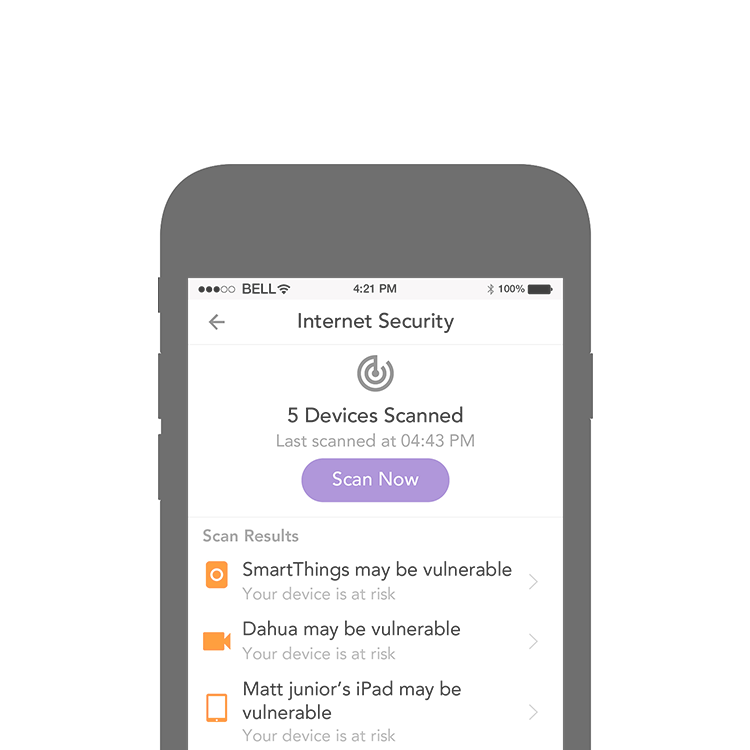 BELL 4:21 PM 100%
Internet Security
5 Devices Scanned
Last scanned at 04:43 PM
Scan Now
Scan Results
SmartThings may be vulnerable
Your device is at risk
Dahua may be vulnerable
Your device is at risk
Matt junior’s iPad may be
vulnerable
Your device is at risk